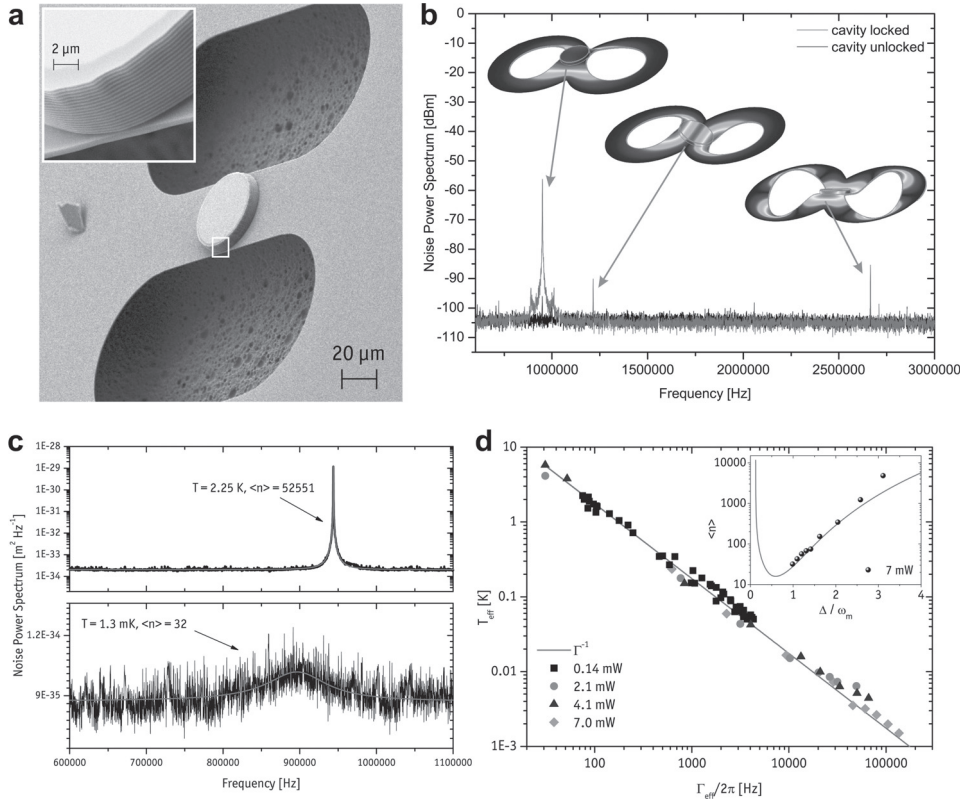 a
2 µm
20 µm
b
Noise Power Spectrum [dBm]
0
-10
-20
-30
-40
-50
-60
-70
-80
-90
-100
-110
cavity locked
cavity unlocked
1000000
1500000
2000000
2500000
3000000
Frequency [Hz]
c
Noise Power Spectrum [m² Hz⁻¹]
1E-28
1E-29
1E-30
1E-31
1E-32
1E-33
1E-34
T = 2.25 K, <n> = 52551
1.2E-34
9E-35
T = 1.3 mK, <n> = 32
600000
700000
800000
900000
1000000
1100000
Frequency [Hz]
d
T_eff [K]
10
1
0.1
0.01
1E-3
Γ⁻¹
0.14 mW
2.1 mW
4.1 mW
7.0 mW
100
1000
10000
100000
Γ_eff/2π [Hz]
<n>
10000
1000
100
10
7 mW
0
1
2
3
4
Δ / ω_m